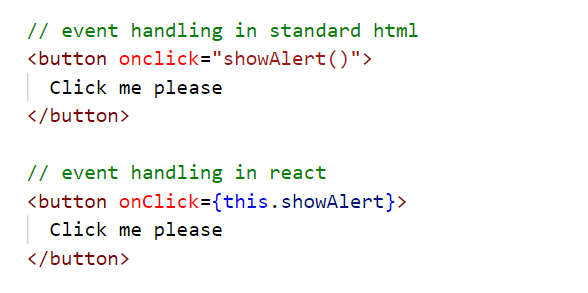 // event handling in standard html
<button onclick="showAlert()">
Click me please
</button>
// event handling in react
<button onClick={this.showAlert}>
Click me please
</button>